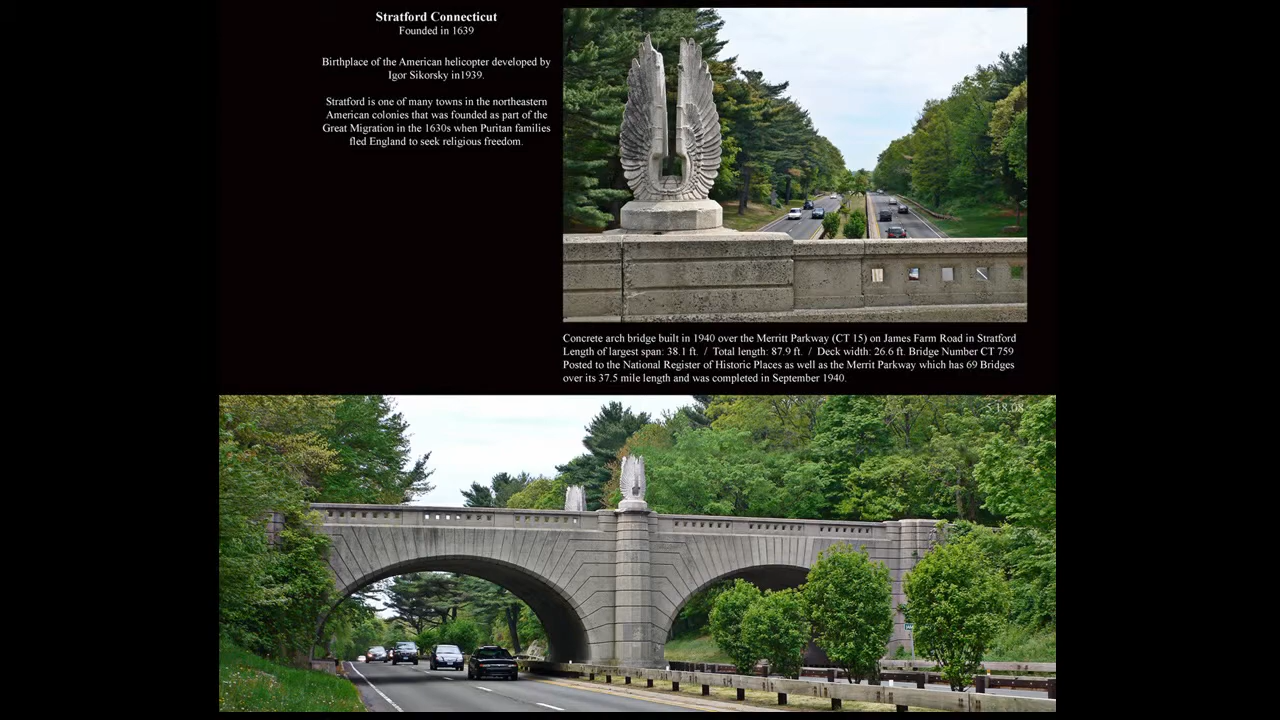 Stratford Connecticut
Founded in 1639
Birthplace of the American helicopter developed by
Igor Sikorsky in1939.
Stratford is one of many towns in the northeastern
American colonies that was founded as part of the
Great Migration in the 1630s when Puritan families
fled England to seek religious freedom.
Concrete arch bridge built in 1940 over the Merritt Parkway (CT 15) on James Farm Road in Stratford
Length of largest span: 38.1 ft. / Total length: 87.9 ft. / Deck width: 26.6 ft. Bridge Number CT 759
Posted to the National Register of Historic Places as well as the Merrit Parkway which has 69 Bridges
over its 37.5 mile length and was completed in September 1940.
5.18.08